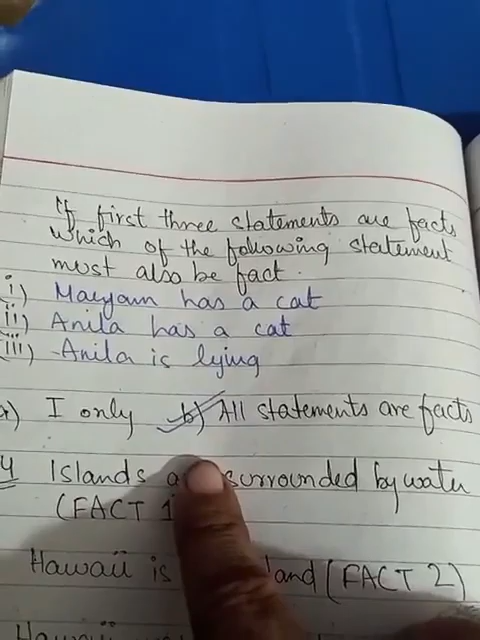 If first three statements are facts
which of the following statement
must also be fact.
i) Maryam has a cat
ii) Anila has a cat
iii) Anila is lying
a) I only b) All statements are facts
4 Islands surrounded by water
(FACT 1
Hawaii is land (FACT 2)